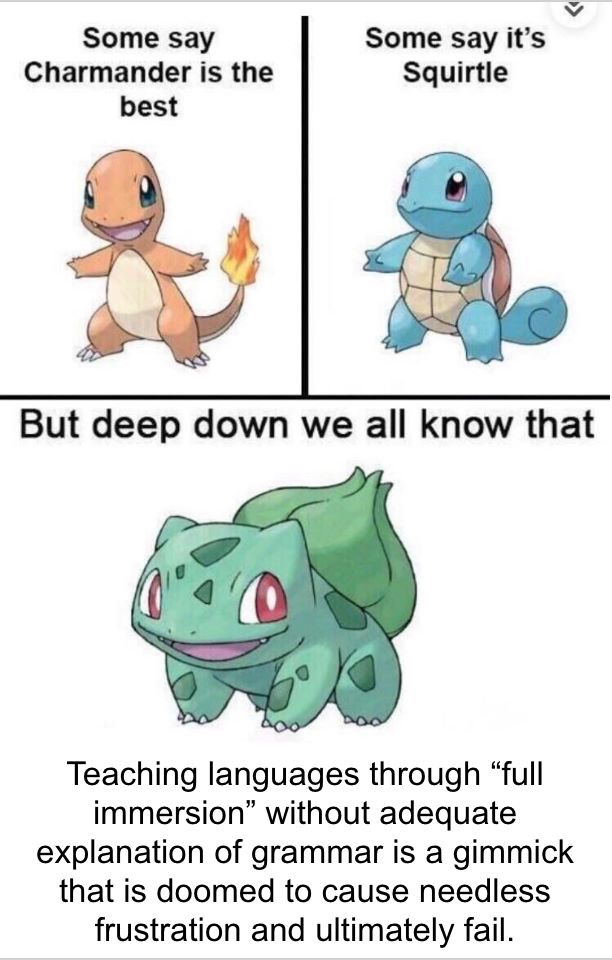 Some say
Charmander is the
best
Some say it’s
Squirtle
But deep down we all know that
Teaching languages through “full
immersion” without adequate
explanation of grammar is a gimmick
that is doomed to cause needless
frustration and ultimately fail.